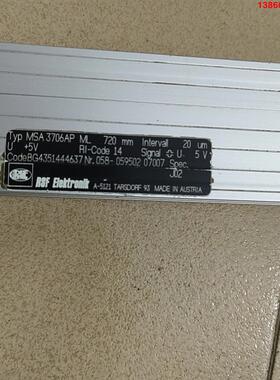 1386
Typ MSA 3706AP ML 720 mm Intervall 20 um
U +5V RI-Code 14 Signal U 5 V
Code BG4351444637 Nr. 058-059502 07007 Spec.
J02
RSF Elektronik A-5121 TARSDORF 93 MADE IN AUSTRIA